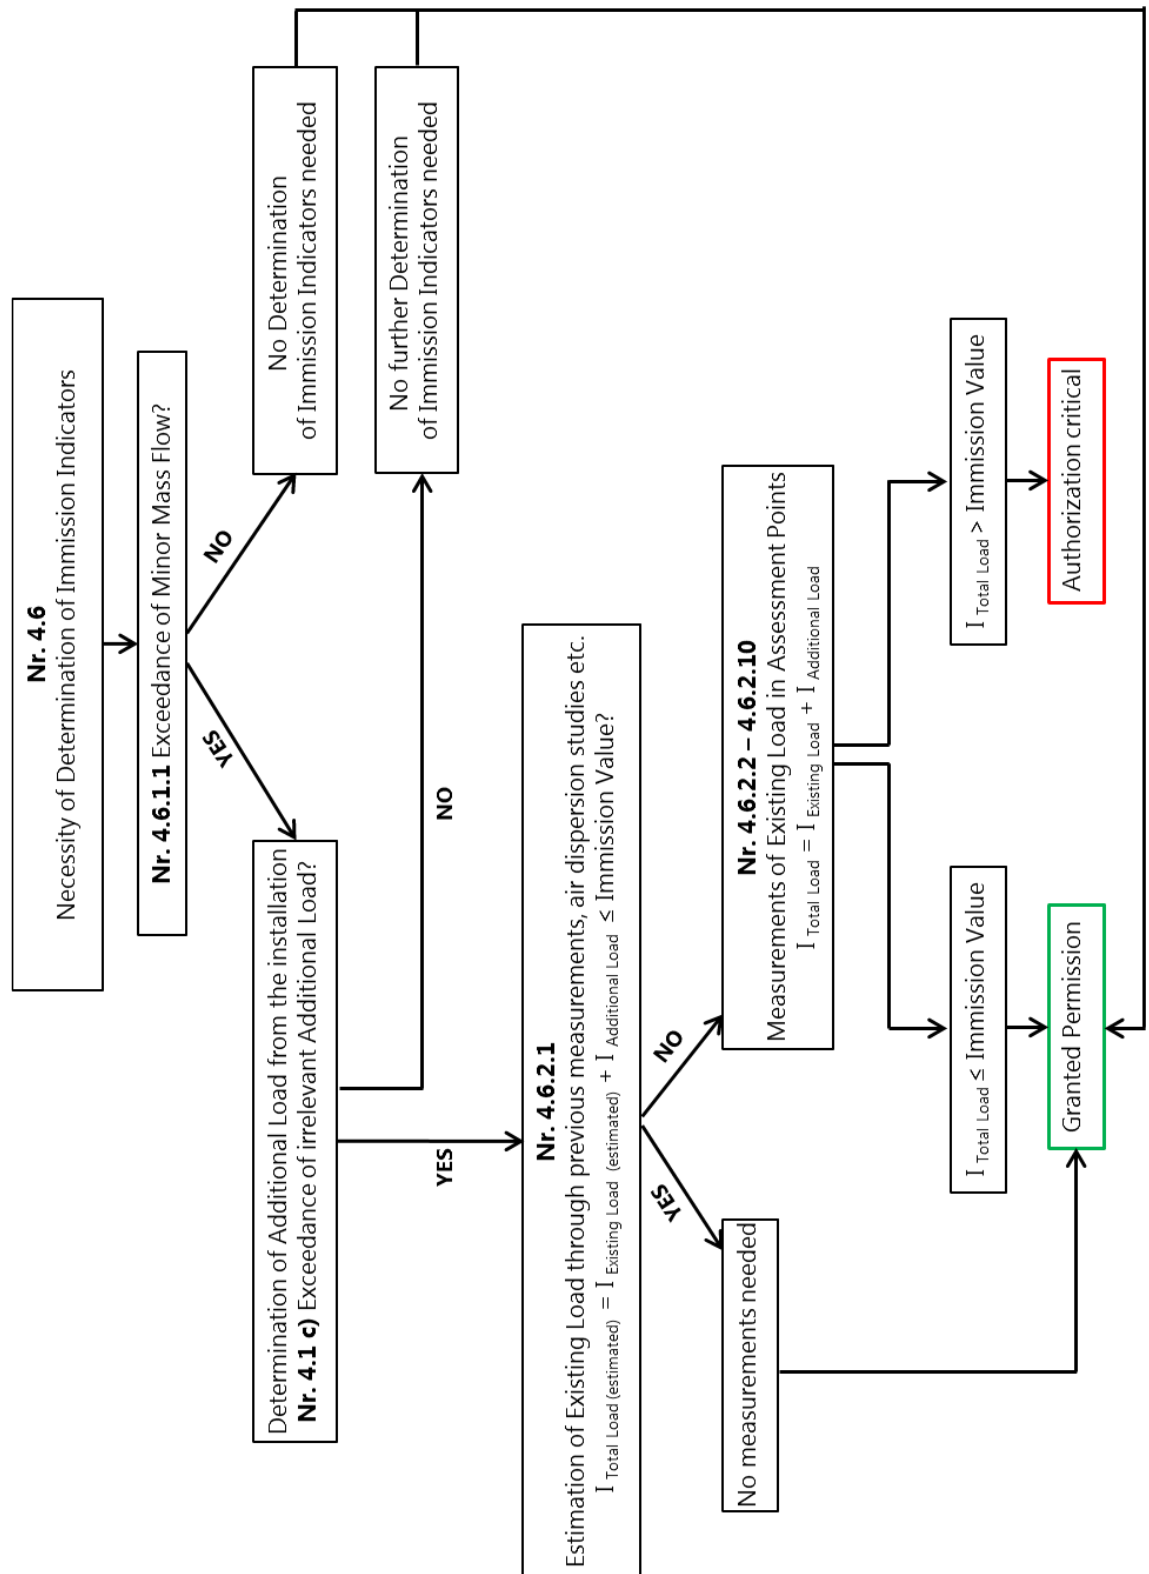 Nr. 4.6
Necessity of Determination of Immission Indicators
Nr. 4.6.1.1 Exceedance of Minor Mass Flow?
YES
NO
Determination of Additional Load from the installation
Nr. 4.1 c) Exceedance of irrelevant Additional Load?
No Determination
of Immission Indicators needed
No further Determination
of Immission Indicators needed
YES
NO
Nr. 4.6.2.1
Estimation of Existing Load through previous measurements, air dispersion studies etc.
I Total Load (estimated) = I Existing Load (estimated) + I Additional Load ≤ Immission Value?
YES
NO
No measurements needed
Nr. 4.6.2.2 – 4.6.2.10
Measurements of Existing Load in Assessment Points
I Total Load = I Existing Load + I Additional Load
I Total Load ≤ Immission Value
I Total Load > Immission Value
Granted Permission
Authorization critical